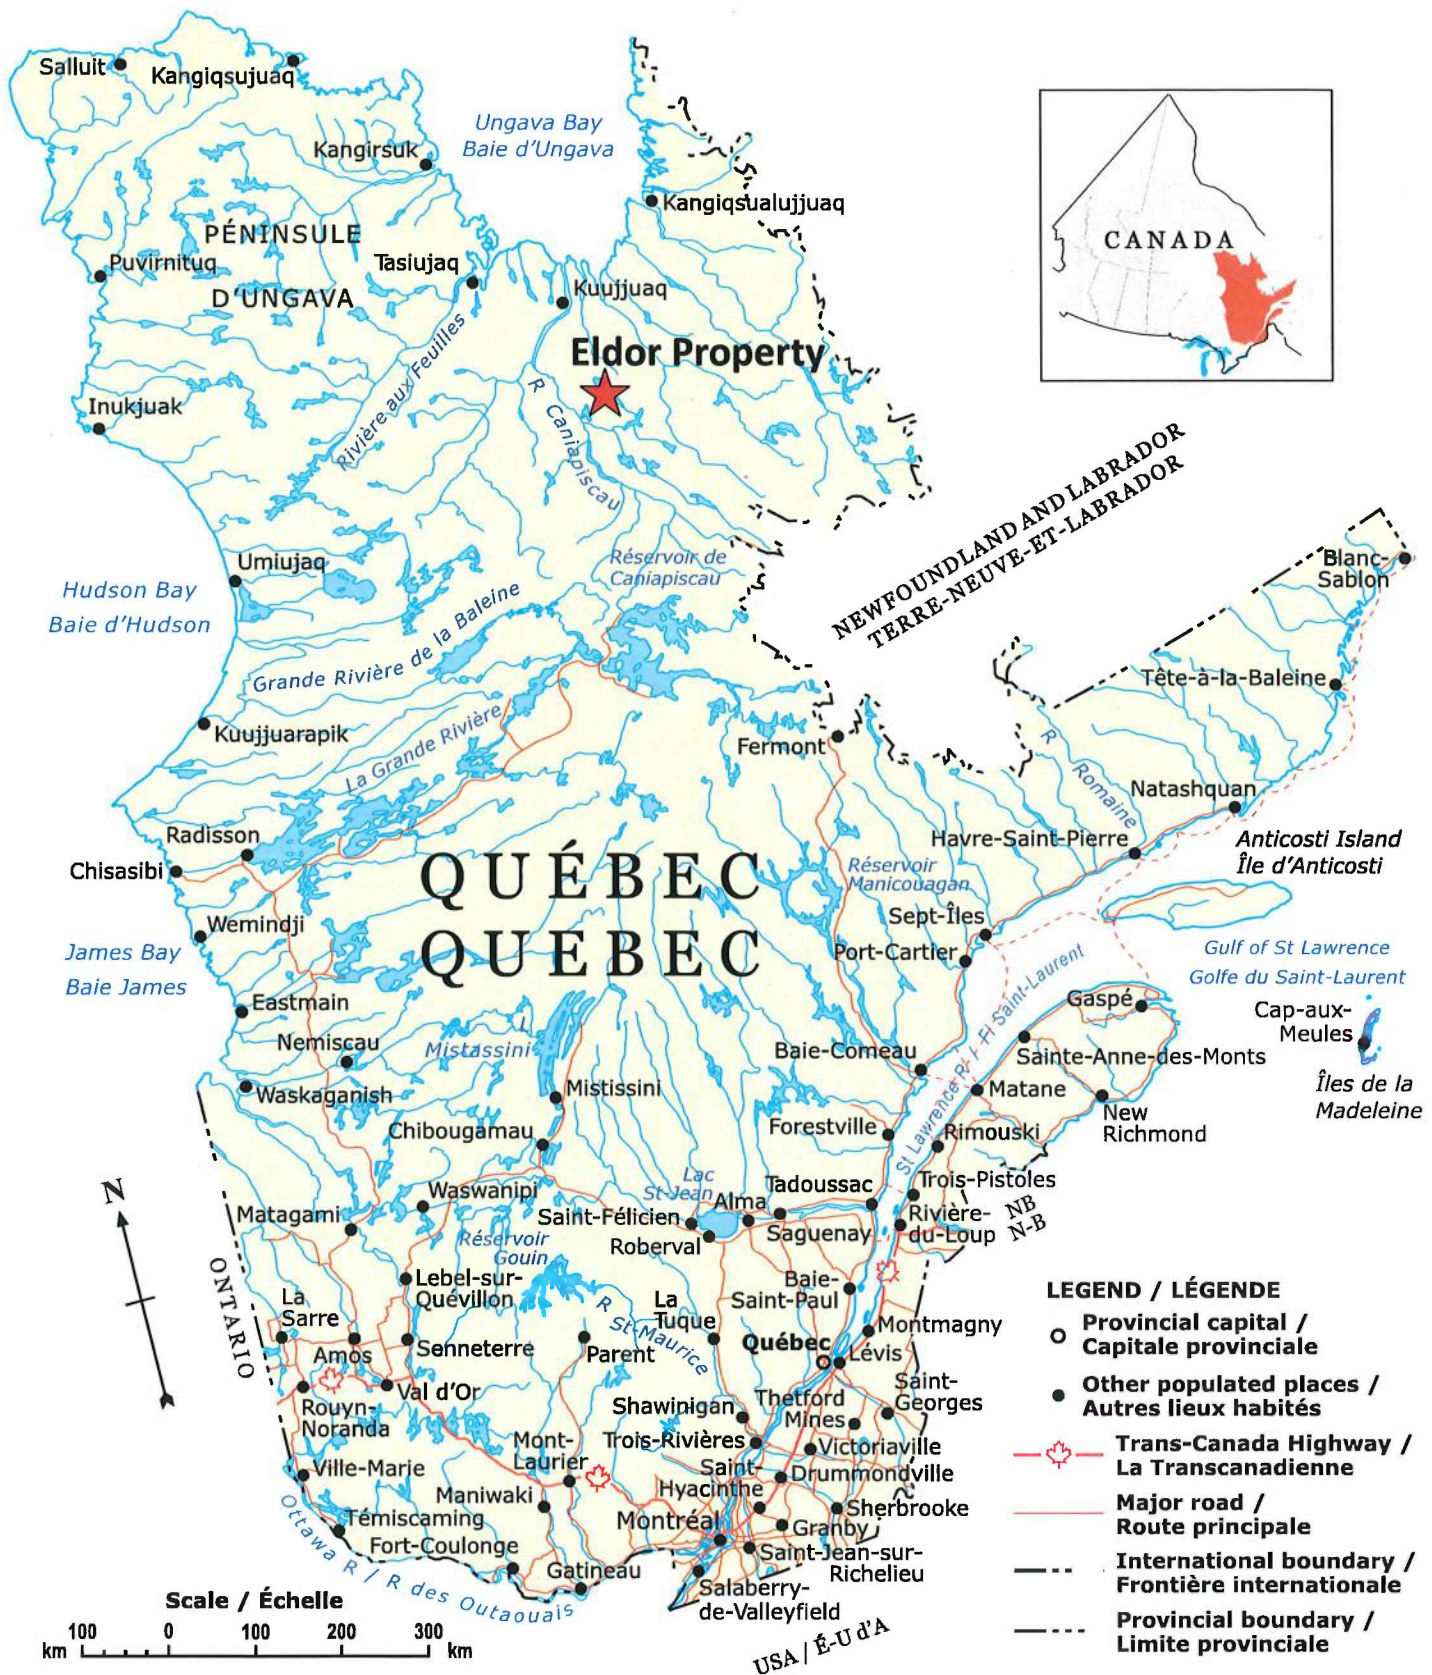 Salluit
Kangiqsujuaq
Ungava Bay
Baie d'Ungava
Kangirsuk
Kangiqsualujjuaq
PÉNINSULE
D'UNGAVA
Puvirnituq
Tasiujaq
Kuujjuaq
CANADA
Rivière aux Feuilles
Eldor Property
R Caniapiscau
Inukjuak
NEWFOUNDLAND AND LABRADOR
TERRE-NEUVE-ET-LABRADOR
Umiujaq
Réservoir de
Caniapiscau
Blanc-
Sablon
Hudson Bay
Baie d'Hudson
Grande Rivière de la Baleine
Tête-à-la-Baleine
Kuujjuarapik
La Grande Rivière
Fermont
R Romaine
Natashquan
Radisson
Havre-Saint-Pierre
Anticosti Island
Île d'Anticosti
Chisasibi
QUÉBEC
QUEBEC
Réservoir
Manicouagan
Sept-Îles
Wemindji
Port-Cartier
James Bay
Baie James
Gulf of St Lawrence
Golfe du Saint-Laurent
St Lawrence R / Fl Saint-Laurent
Eastmain
Gaspé
Cap-aux-
Meules
Îles de la
Madeleine
Nemiscau
L
Mistassini
Baie-Comeau
Sainte-Anne-des-Monts
Waskaganish
Mistissini
Matane
New
Richmond
Chibougamau
Forestville
Rimouski
Waswanipi
Lac
St-Jean
Alma
Tadoussac
Trois-Pistoles
NB
N-B
Matagami
Saint-Félicien
Roberval
Saguenay
Rivière-
du-Loup
N
ONTARIO
Réservoir
Gouin
Lebel-sur-
Quévillon
Baie-
Saint-Paul
La
Sarre
Amos
Senneterre
R St-Maurice
Parent
La
Tuque
Québec
Montmagny
Lévis
Val d'Or
Rouyn-
Noranda
Shawinigan
Thetford
Mines
Saint-
Georges
Trois-Rivières
Victoriaville
Mont-
Laurier
Saint-
Hyacinthe
Drummondville
Ville-Marie
Maniwaki
Sherbrooke
Témiscaming
Montréal
Granby
Fort-Coulonge
Saint-Jean-sur-
Richelieu
Gatineau
Ottawa R / R des Outaouais
Salaberry-
de-Valleyfield
USA / É-U d'A
LEGEND / LÉGENDE
Provincial capital /
Capitale provinciale
Other populated places /
Autres lieux habités
Trans-Canada Highway /
La Transcanadienne
Major road /
Route principale
International boundary /
Frontière internationale
Provincial boundary /
Limite provinciale
Scale / Échelle
km 100 0 100 200 300 km